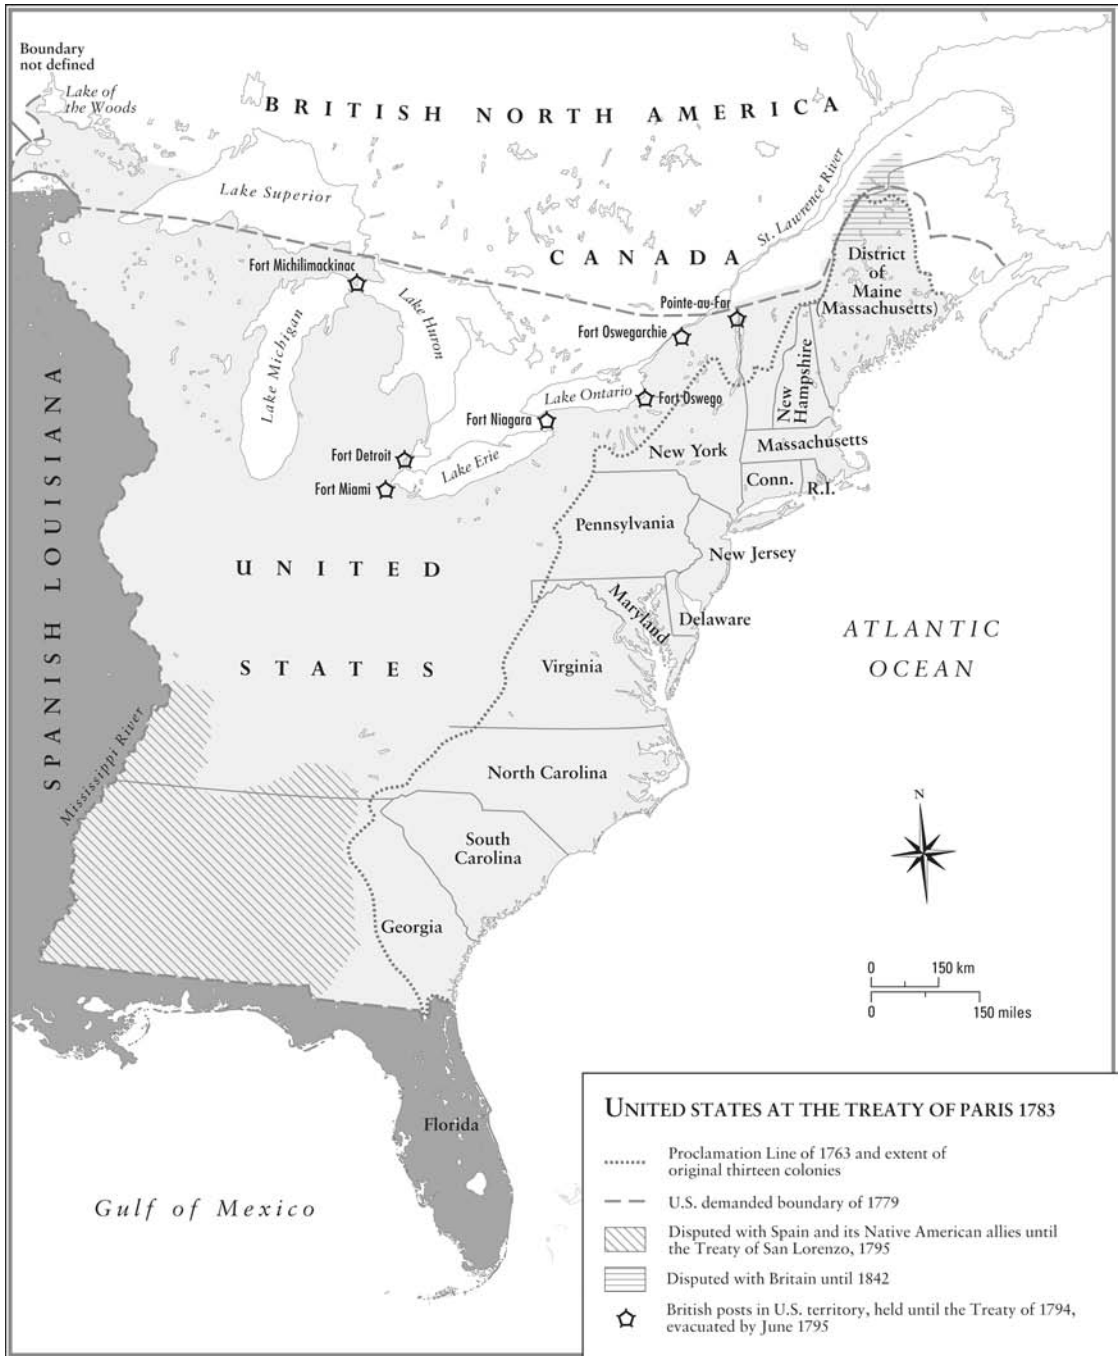 Boundary
not defined
Lake of
the Woods
BRITISH NORTH AMERICA
Lake Superior
St. Lawrence River
CANADA
Fort Michilimackinac
District
of
Maine
(Massachusetts)
Pointe-au-Far
Lake Huron
Fort Oswegarchie
Lake Michigan
New
Hampshire
Lake Ontario
Fort Oswego
Fort Niagara
New York
Massachusetts
Fort Detroit
Lake Erie
Conn.
R.I.
Fort Miami
Pennsylvania
New Jersey
SPANISH LOUISIANA
UNITED
STATES
Maryland
Delaware
ATLANTIC
OCEAN
Virginia
Mississippi River
North Carolina
N
South
Carolina
Georgia
0 150 km
0 150 miles
Florida
Gulf of Mexico
UNITED STATES AT THE TREATY OF PARIS 1783
Proclamation Line of 1763 and extent of
original thirteen colonies
U.S. demanded boundary of 1779
Disputed with Spain and its Native American allies until
the Treaty of San Lorenzo, 1795
Disputed with Britain until 1842
British posts in U.S. territory, held until the Treaty of 1794,
evacuated by June 1795